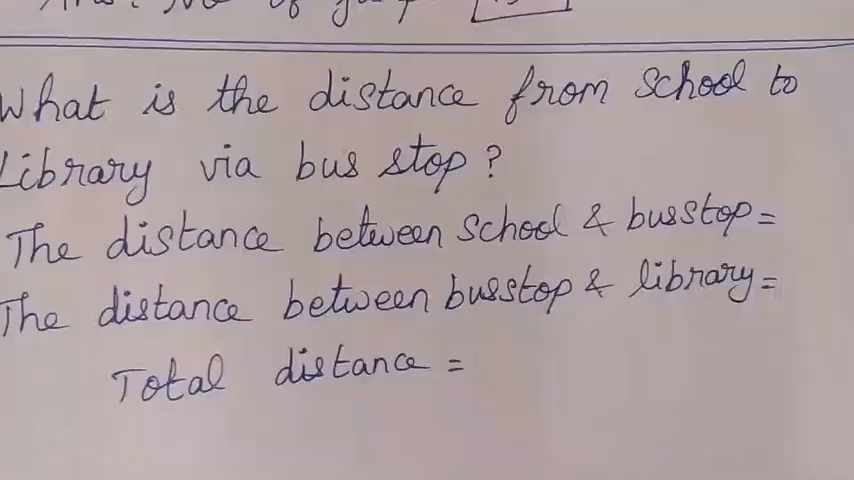 What is the distance from school to
Library via bus stop?
The distance between school & busstop=
The distance between busstop & library=
Total distance =